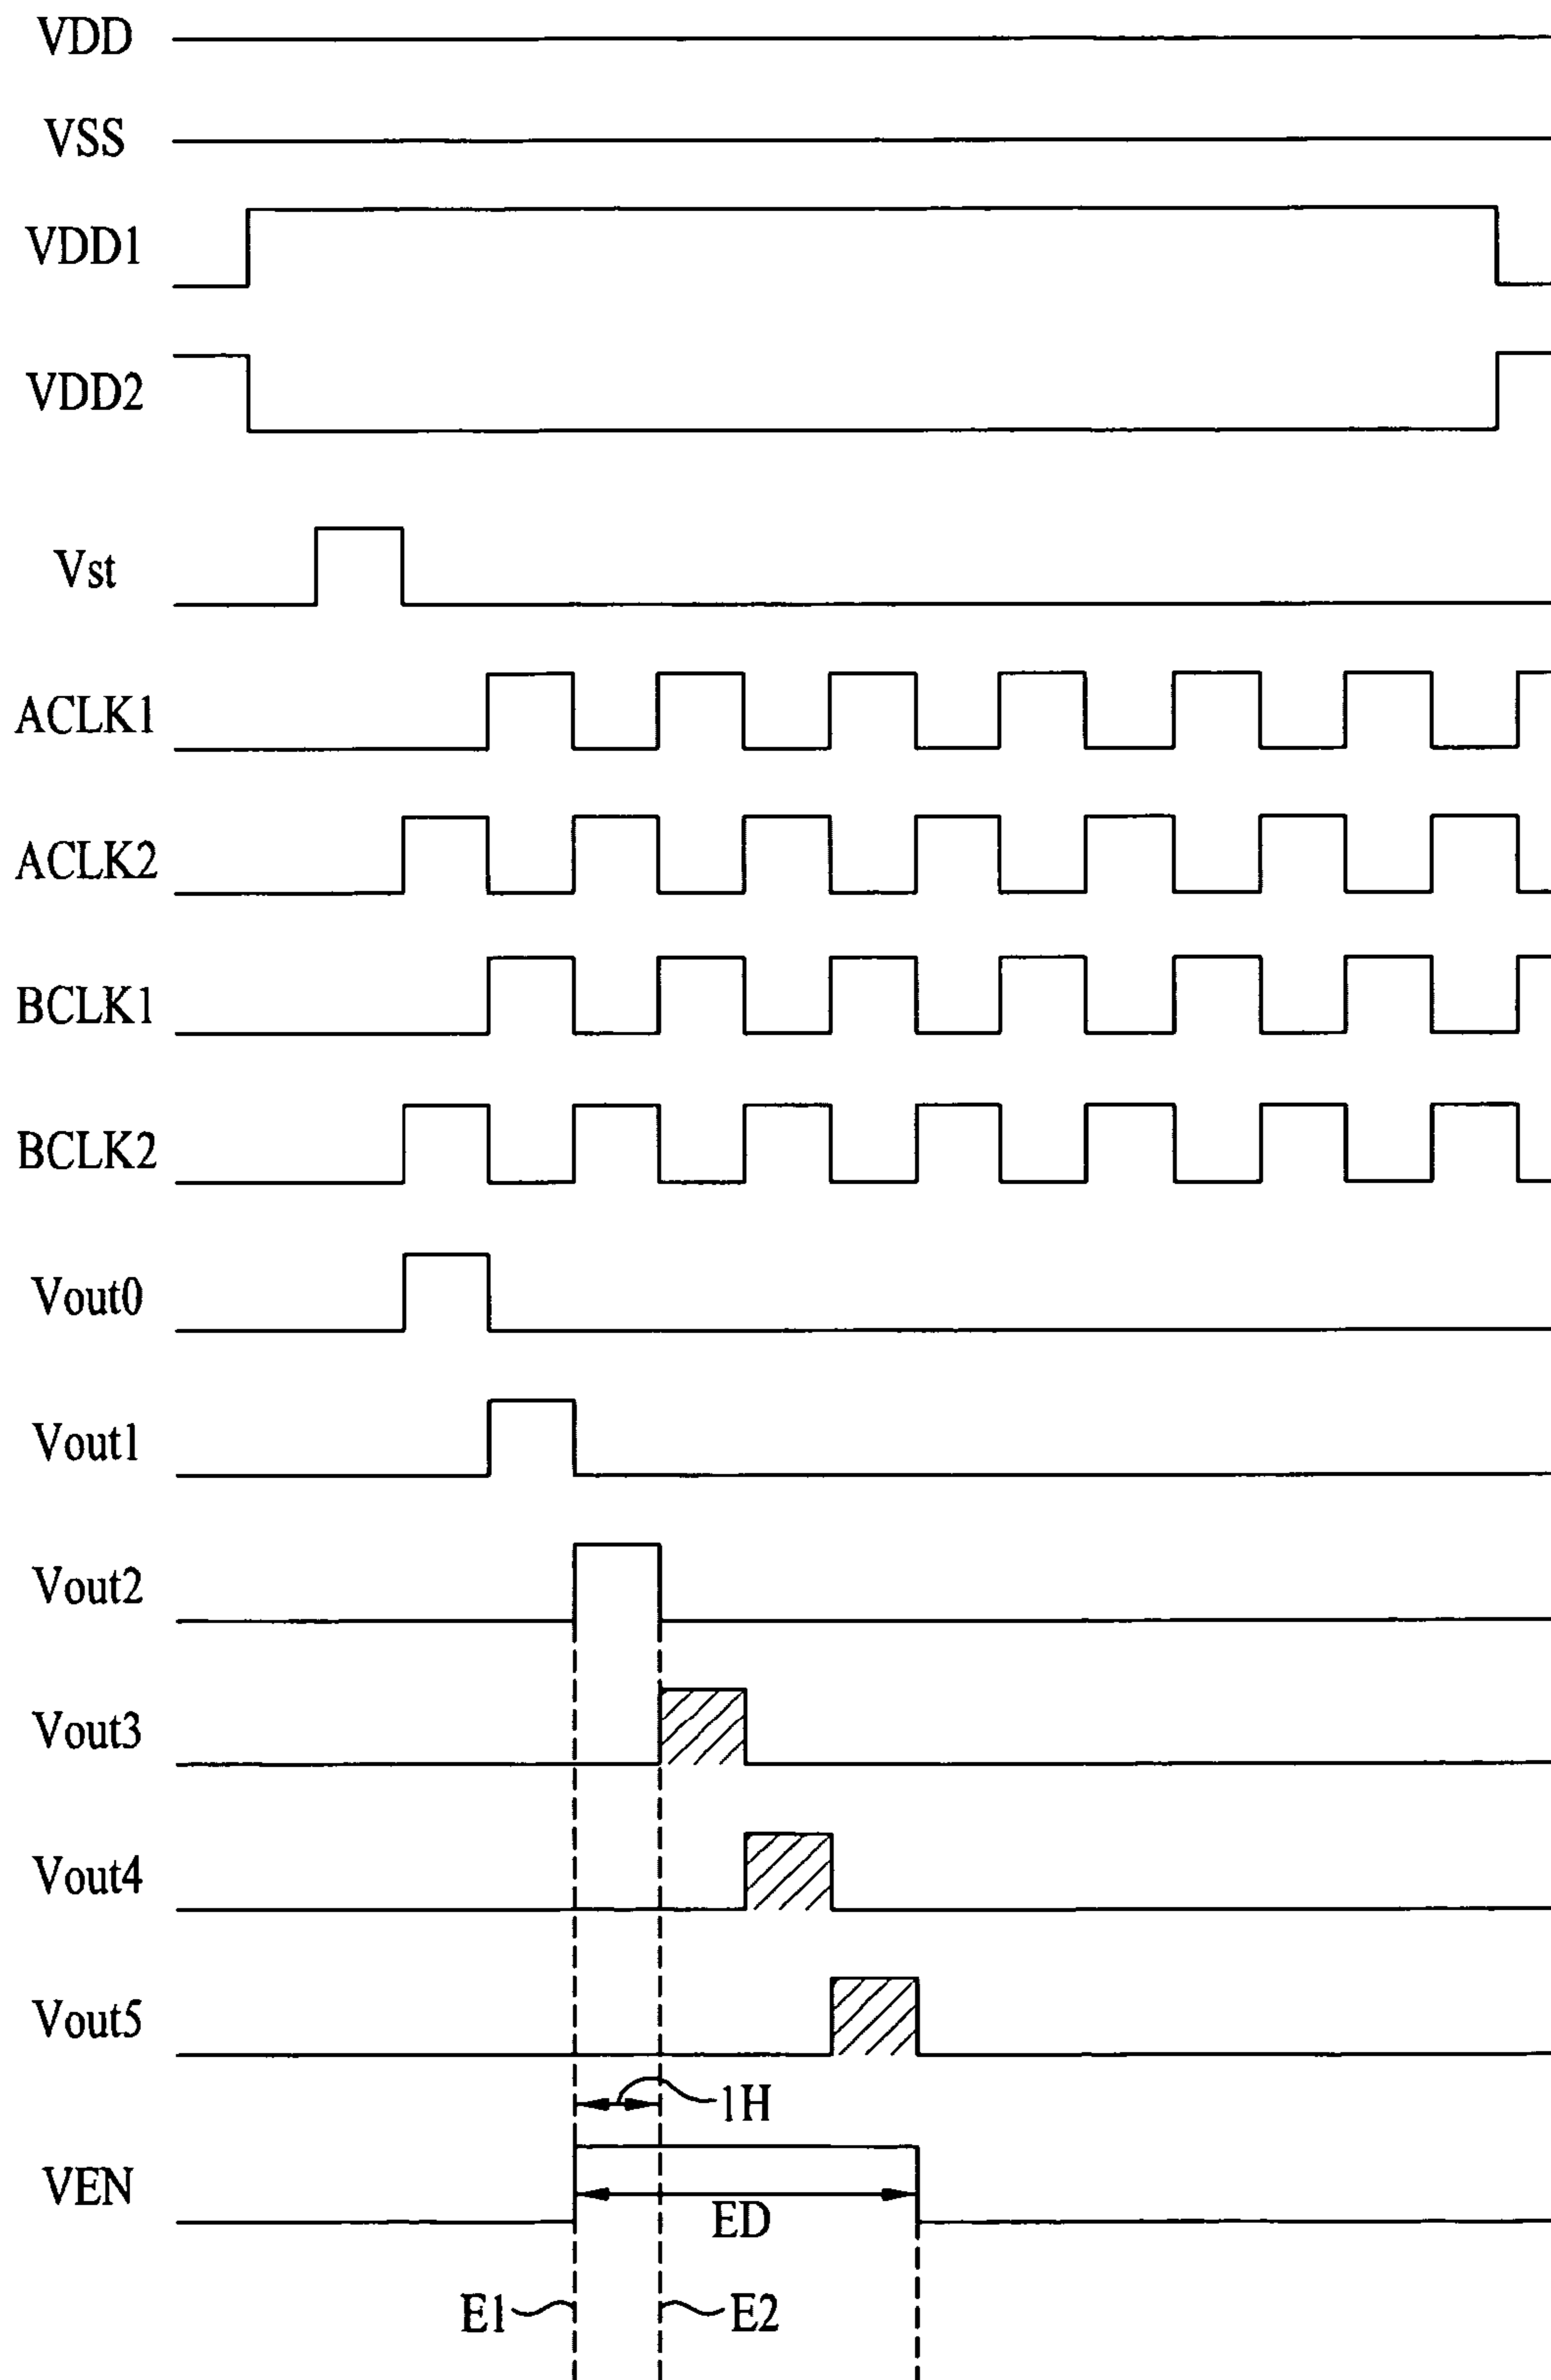 VDD
VSS
VDD1
VDD2
Vst
ACLK1
ACLK2
BCLK1
BCLK2
Vout0
Vout1
Vout2
Vout3
Vout4
Vout5
1H
VEN
ED
E1
E2